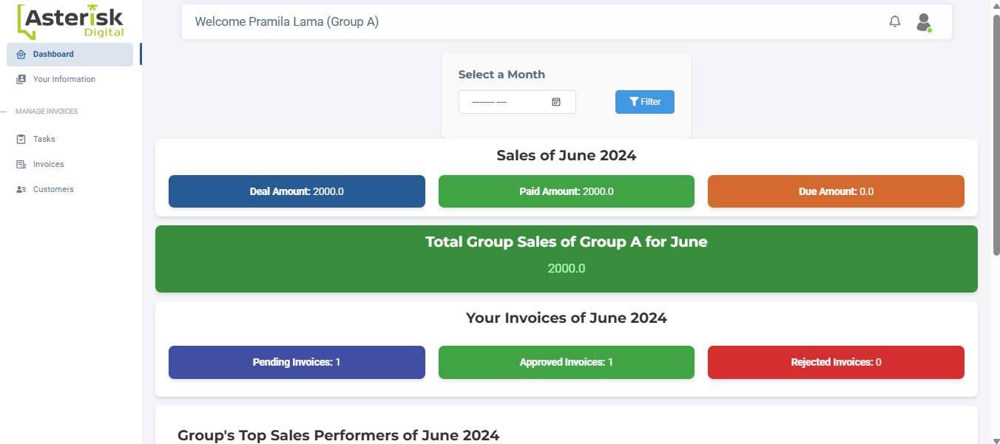 Asterisk
Digital
Welcome Pramila Lama (Group A)
Dashboard
Your Information
MANAGE INVOICES
Tasks
Invoices
Customers
Select a Month
--------- ----
Filter
Sales of June 2024
Deal Amount: 2000.0
Paid Amount: 2000.0
Due Amount: 0.0
Total Group Sales of Group A for June
2000.0
Your Invoices of June 2024
Pending Invoices: 1
Approved Invoices: 1
Rejected Invoices: 0
Group's Top Sales Performers of June 2024